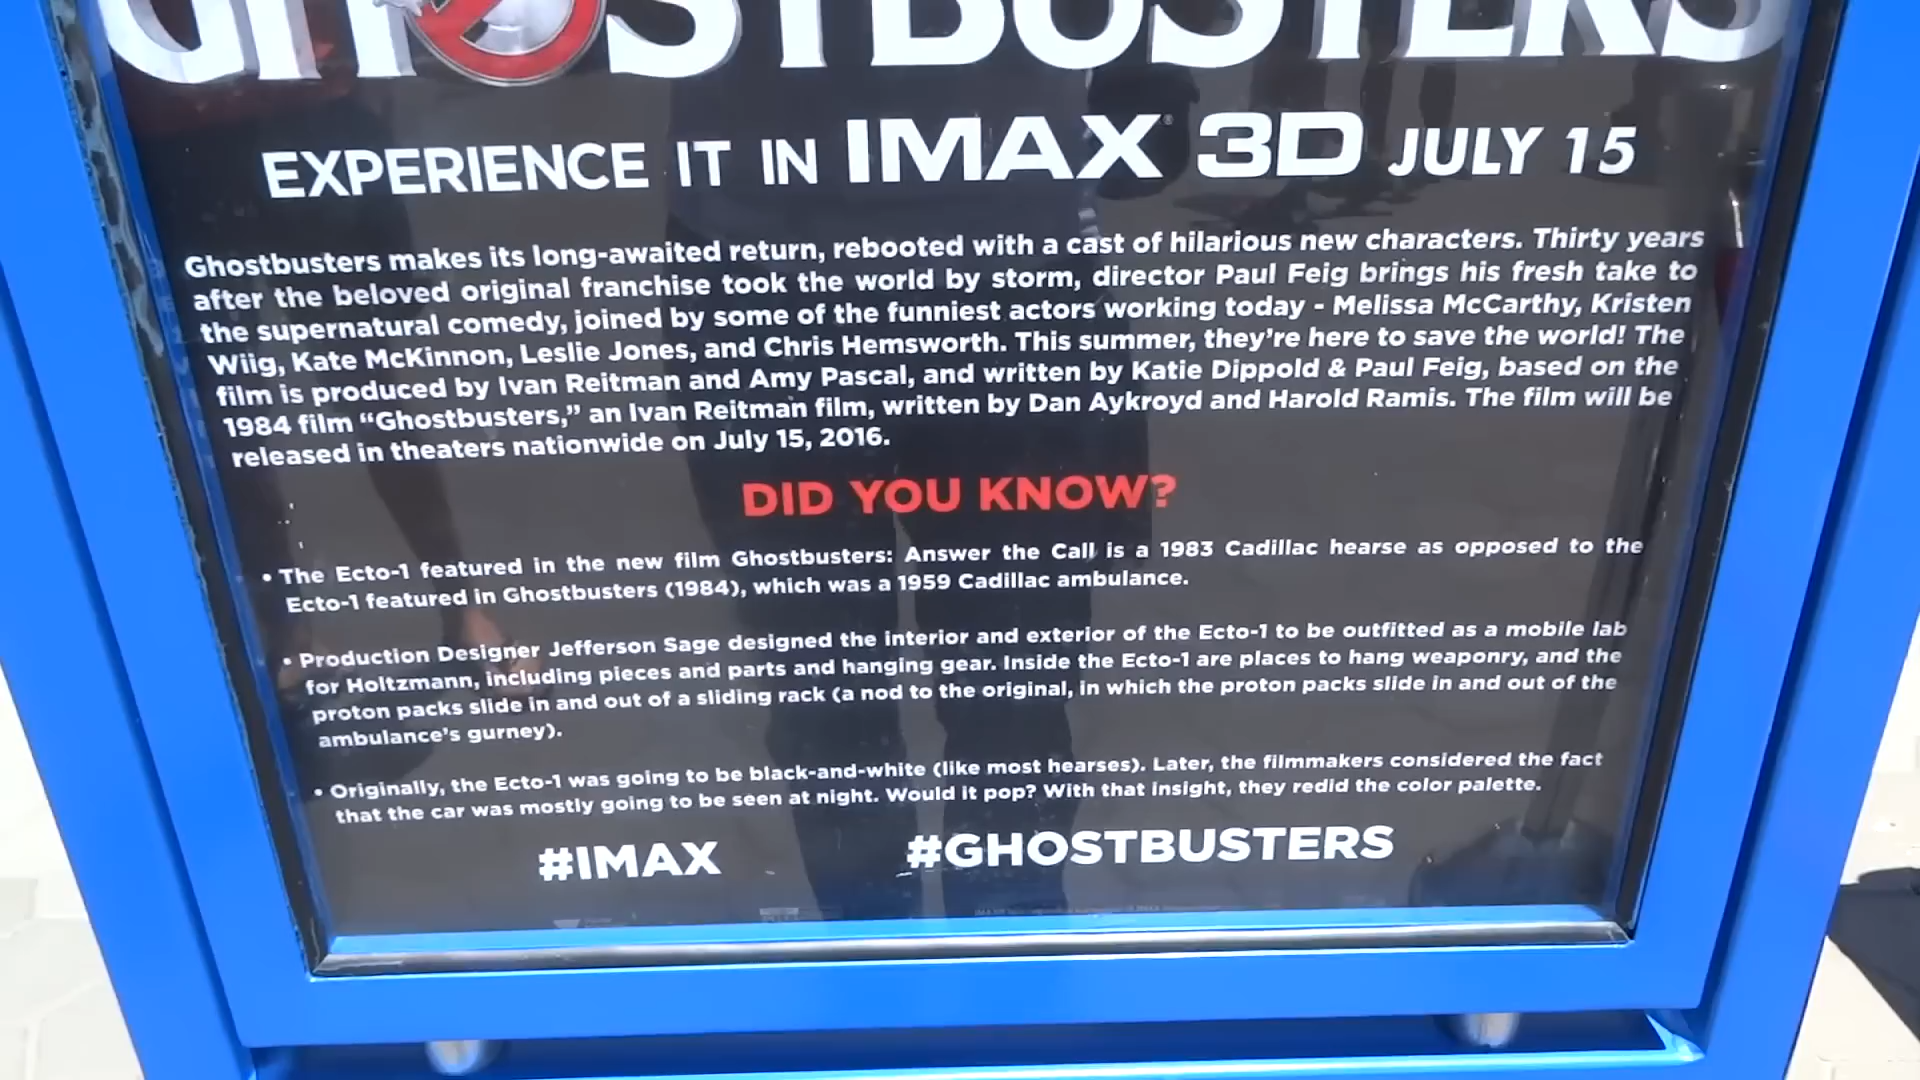 GHOSTBUSTERS
EXPERIENCE IT IN IMAX® 3D JULY 15
Ghostbusters makes its long-awaited return, rebooted with a cast of hilarious new characters. Thirty years
after the beloved original franchise took the world by storm, director Paul Feig brings his fresh take to
the supernatural comedy, joined by some of the funniest actors working today - Melissa McCarthy, Kristen
Wiig, Kate McKinnon, Leslie Jones, and Chris Hemsworth. This summer, they're here to save the world! The
film is produced by Ivan Reitman and Amy Pascal, and written by Katie Dippold & Paul Feig, based on the
1984 film “Ghostbusters,” an Ivan Reitman film, written by Dan Aykroyd and Harold Ramis. The film will be
released in theaters nationwide on July 15, 2016.
DID YOU KNOW?
• The Ecto-1 featured in the new film Ghostbusters: Answer the Call is a 1983 Cadillac hearse as opposed to the
Ecto-1 featured in Ghostbusters (1984), which was a 1959 Cadillac ambulance.
• Production Designer Jefferson Sage designed the interior and exterior of the Ecto-1 to be outfitted as a mobile lab
for Holtzmann, including pieces and parts and hanging gear. Inside the Ecto-1 are places to hang weaponry, and the
proton packs slide in and out of a sliding rack (a nod to the original, in which the proton packs slide in and out of the
ambulance's gurney).
• Originally, the Ecto-1 was going to be black-and-white (like most hearses). Later, the filmmakers considered the fact
that the car was mostly going to be seen at night. Would it pop? With that insight, they redid the color palette.
#IMAX #GHOSTBUSTERS